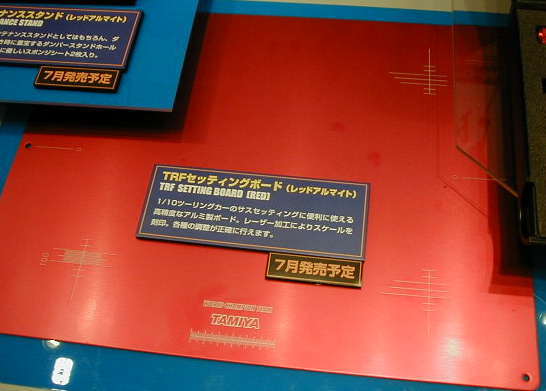 ナンススタンド（レッドアルマイト）
ANCE STAND
テナンススタンドとしてはもちろん、ダ
時に重宝するダンパースタンドホール
に優しいスポンジシート2枚入り。
7月発売予定
TRFセッティングボード（レッドアルマイト）
TRF SETTING BOARD (RED)
1/10ツーリングカーのサスセッティングに便利に使える
高精度なアルミ製ボード。レーザー加工によりスケールを
刻印。各種の調整が正確に行えます。
7月発売予定
WORLD CHAMPION TEAM
TAMIYA